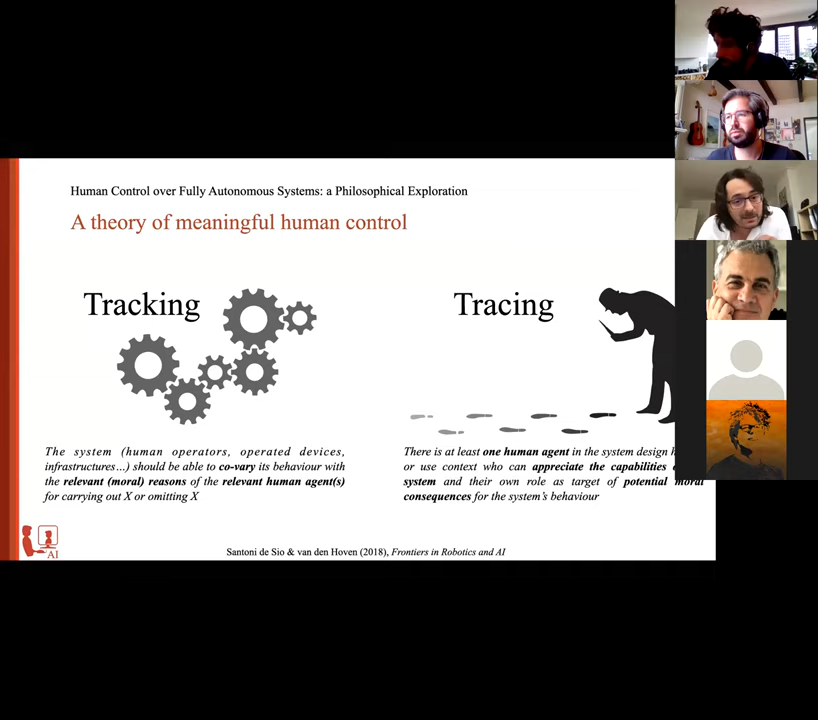 Human Control over Fully Autonomous Systems: a Philosophical Exploration
A theory of meaningful human control
Tracking
Tracing
The system (human operators, operated devices,
infrastructures…) should be able to co-vary its behaviour with
the relevant (moral) reasons of the relevant human agent(s)
for carrying out X or omitting X
There is at least one human agent in the system design
or use context who can appreciate the capabilities
system and their own role as target of potential moral
consequences for the system's behaviour
AI
Santoni de Sio & van den Hoven (2018), Frontiers in Robotics and AI